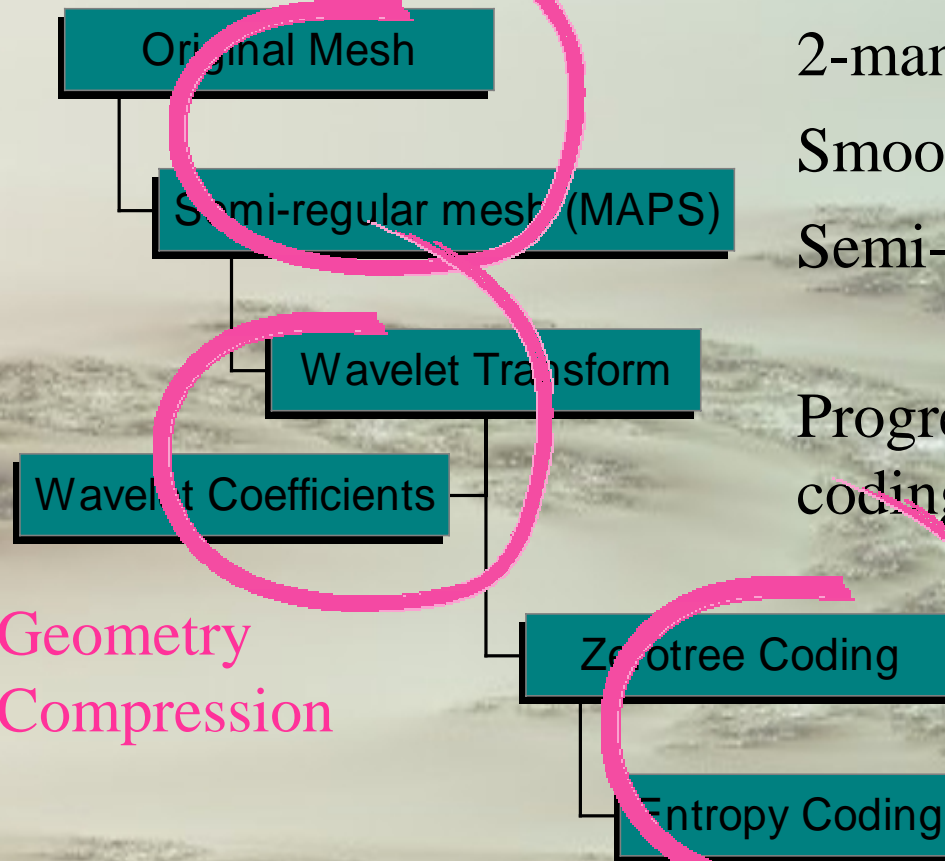 Original Mesh
Semi-regular mesh (MAPS)
Wavelet Transform
Wavelet Coefficients
Zerotree Coding
Entropy Coding
Geometry
Compression
2-man
Smoo
Semi-
Progre
coding